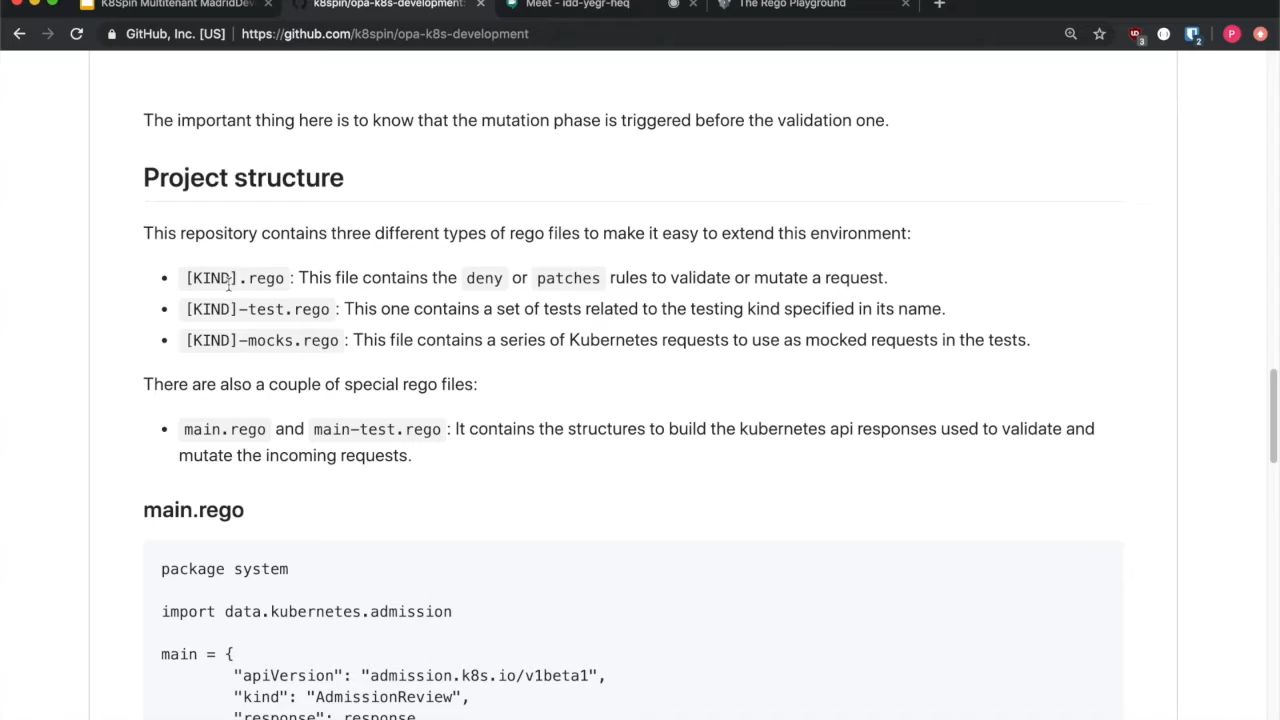 K8Spin Multitenant MadridDev
k8spin/opa-k8s-development:
Meet - idd-yegr-heq
The Rego Playground
GitHub, Inc. [US] | https://github.com/k8spin/opa-k8s-development
3
2
P
The important thing here is to know that the mutation phase is triggered before the validation one.
Project structure
This repository contains three different types of rego files to make it easy to extend this environment:
• [KIND].rego : This file contains the deny or patches rules to validate or mutate a request.
• [KIND]-test.rego : This one contains a set of tests related to the testing kind specified in its name.
• [KIND]-mocks.rego : This file contains a series of Kubernetes requests to use as mocked requests in the tests.
There are also a couple of special rego files:
• main.rego and main-test.rego : It contains the structures to build the kubernetes api responses used to validate and
mutate the incoming requests.
main.rego
package system
import data.kubernetes.admission
main = {
"apiVersion": "admission.k8s.io/v1beta1",
"kind": "AdmissionReview",
"response": response